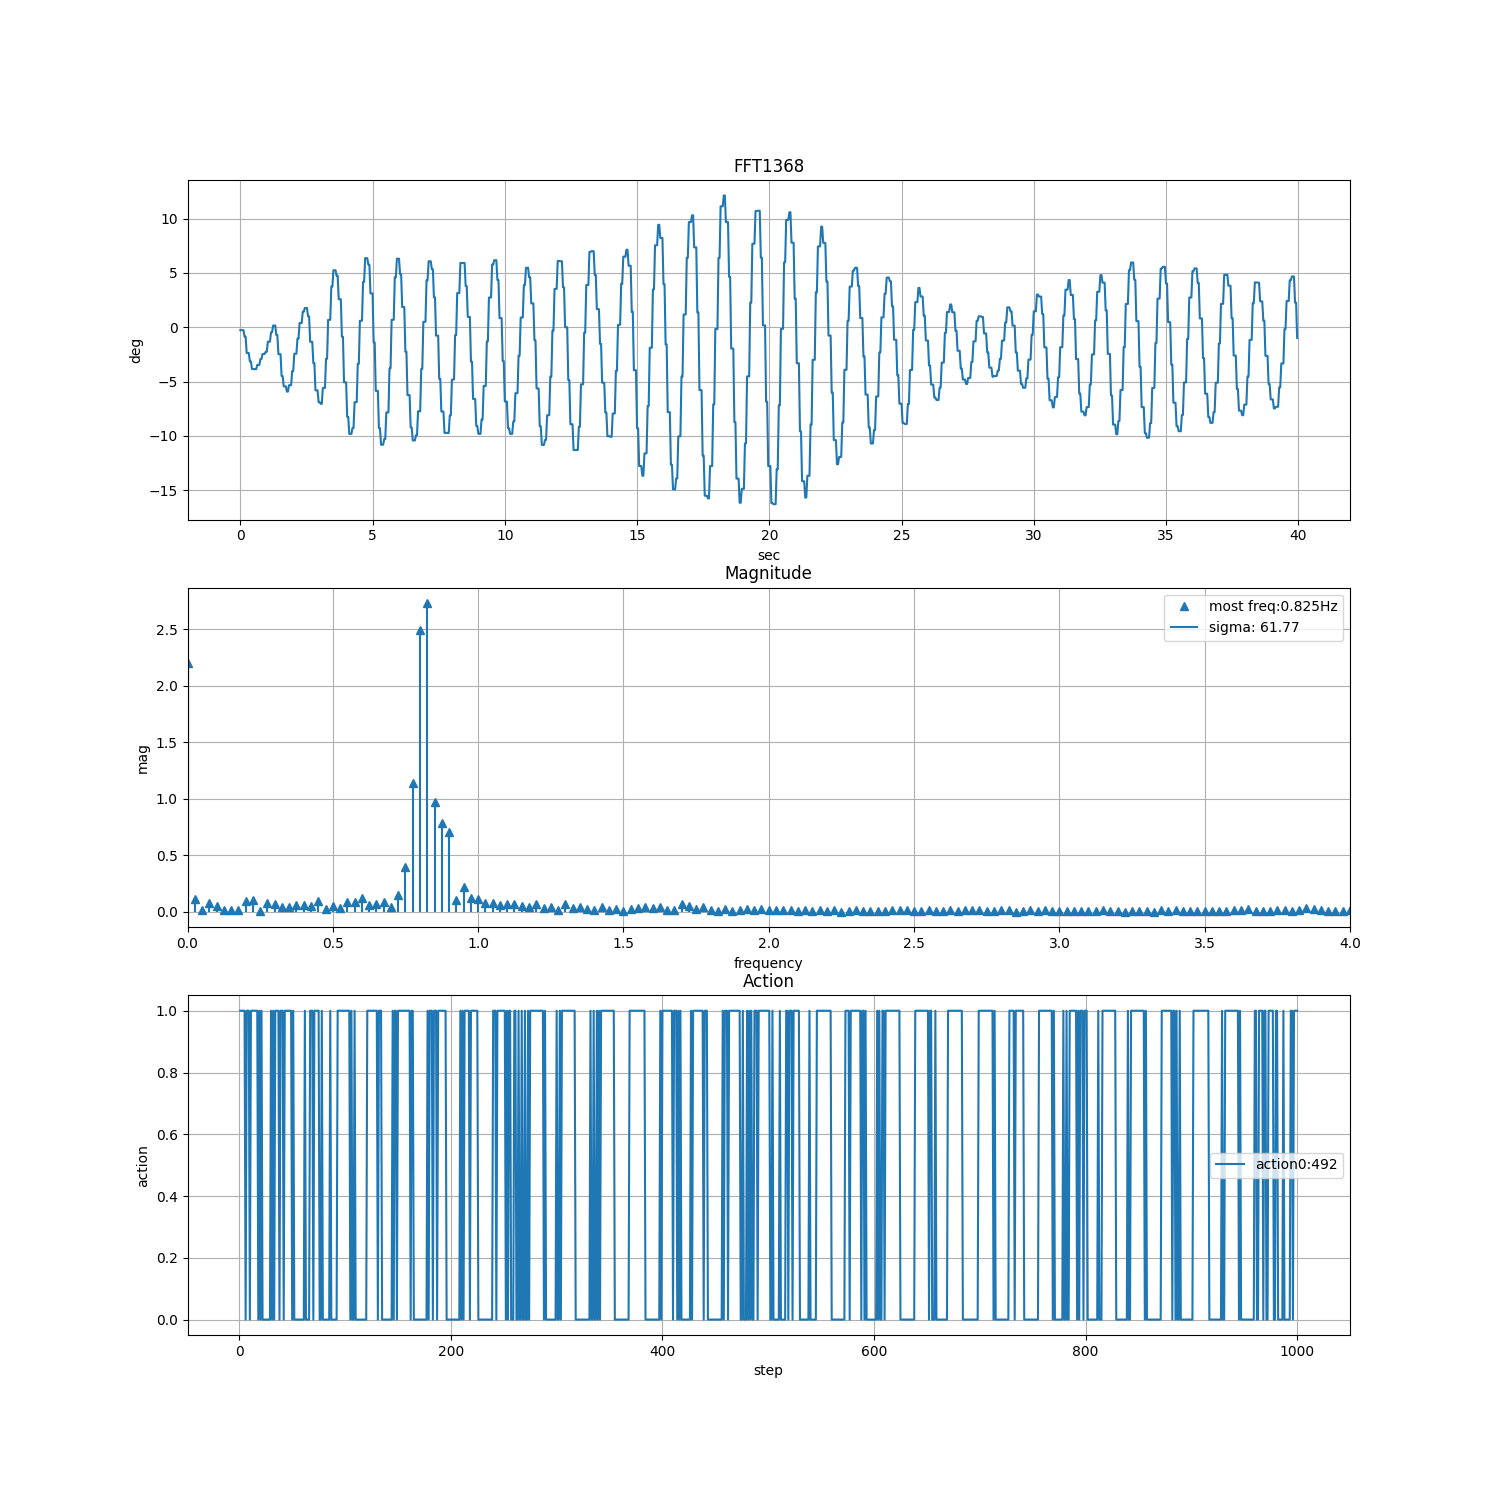 FFT1368
10
5
0
−5
−10
−15
deg
0 5 10 15 20 25 30 35 40
sec
Magnitude
most freq:0.825Hz
sigma: 61.77
2.5
2.0
1.5
1.0
0.5
0.0
mag
0.0 0.5 1.0 1.5 2.0 2.5 3.0 3.5 4.0
frequency
Action
1.0
0.8
0.6
0.4
0.2
0.0
action
action0:492
0 200 400 600 800 1000
step